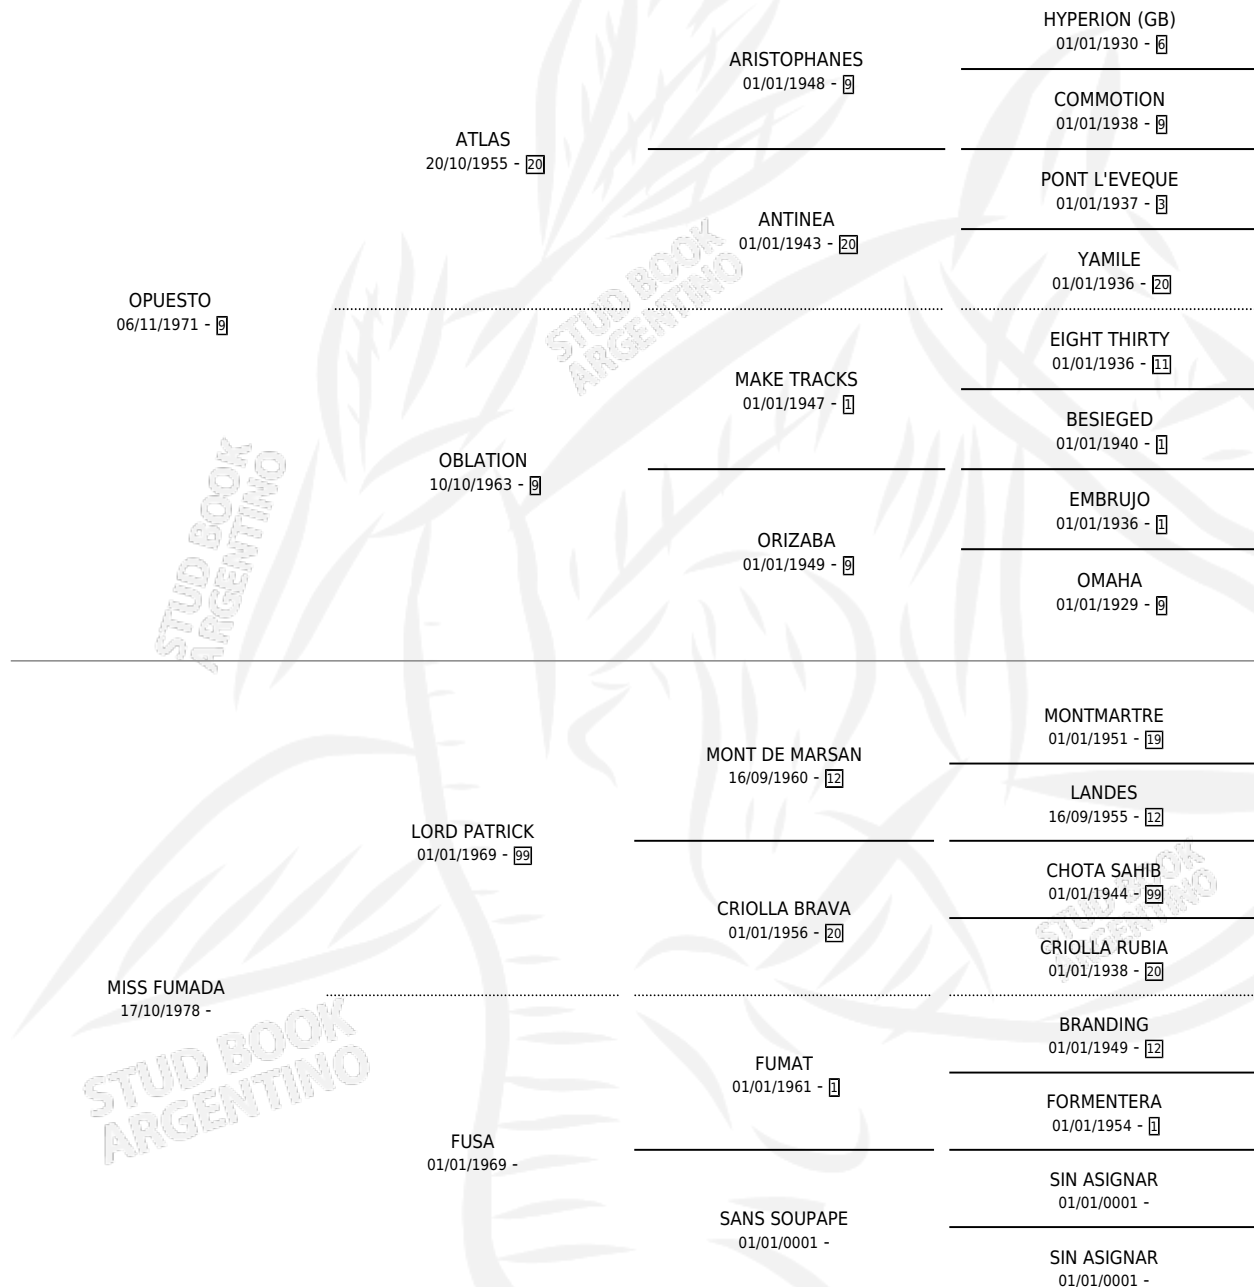 HYPERION (GB)
01/01/1930 - 6
ARISTOPHANES
01/01/1948 - 9
COMMOTION
01/01/1938 - 9
ATLAS
20/10/1955 - 20
PONT L'EVEQUE
01/01/1937 - 3
ANTINEA
01/01/1943 - 20
YAMILE
01/01/1936 - 20
OPUESTO
06/11/1971 - 9
EIGHT THIRTY
01/01/1936 - 11
MAKE TRACKS
01/01/1947 - 1
BESIEGED
01/01/1940 - 1
OBLATION
10/10/1963 - 9
EMBRUJO
01/01/1936 - 1
ORIZABA
01/01/1949 - 9
OMAHA
01/01/1929 - 9
STUD BOOK
ARGENTINO
STUD BOOK
ARGENTINO
MONTMARTRE
01/01/1951 - 19
MONT DE MARSAN
16/09/1960 - 12
LANDES
16/09/1955 - 12
LORD PATRICK
01/01/1969 - 99
CHOTA SAHIB
01/01/1944 - 99
CRIOLLA BRAVA
01/01/1956 - 20
CRIOLLA RUBIA
01/01/1938 - 20
MISS FUMADA
17/10/1978 -
BRANDING
01/01/1949 - 12
FUMAT
01/01/1961 - 1
FORMENTERA
01/01/1954 - 1
FUSA
01/01/1969 -
SIN ASIGNAR
01/01/0001 -
SANS SOUPAPE
01/01/0001 -
SIN ASIGNAR
01/01/0001 -
STUD BOOK
ARGENTINO
STUD BOOK
ARGENTINO